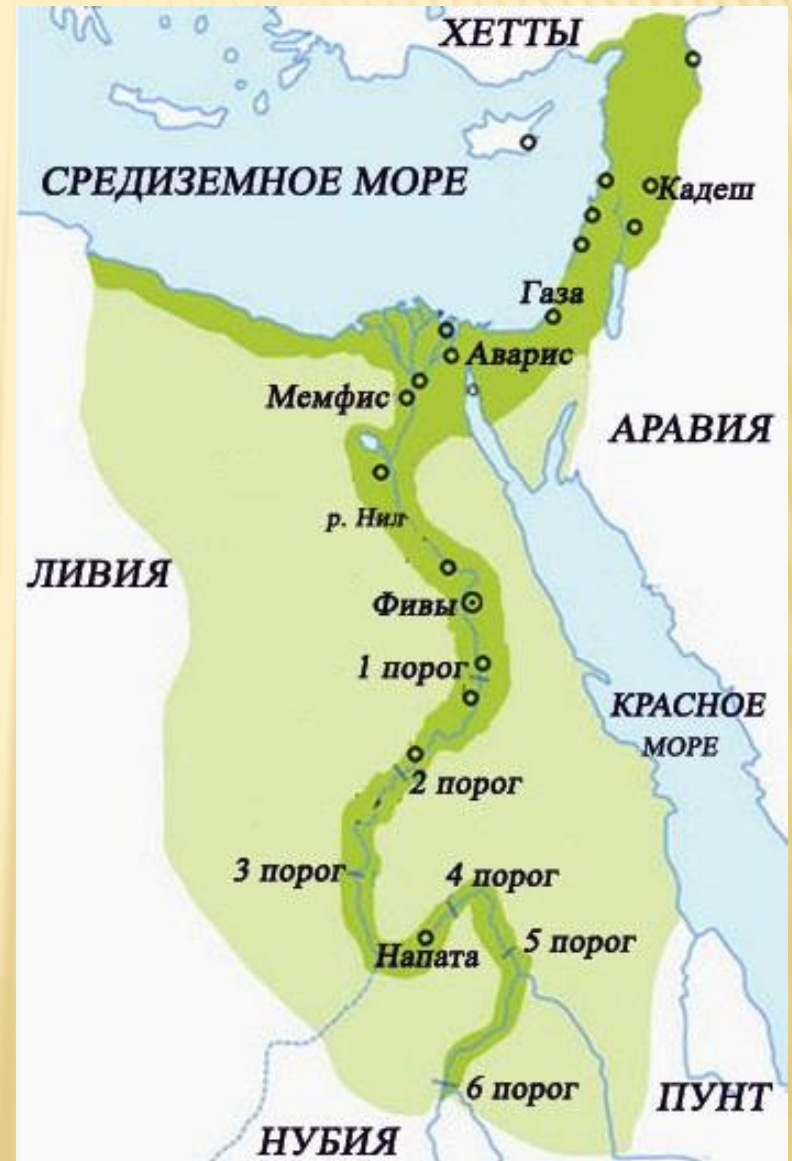 ХЕТТЫ
СРЕДИЗЕМНОЕ МОРЕ
Кадеш
Газа
Аварис
Мемфис
АРАВИЯ
р. Нил
ЛИВИЯ
Фивы
1 порог
КРАСНОЕ
МОРЕ
2 порог
3 порог
4 порог
5 порог
Напата
6 порог
ПУНТ
НУБИЯ